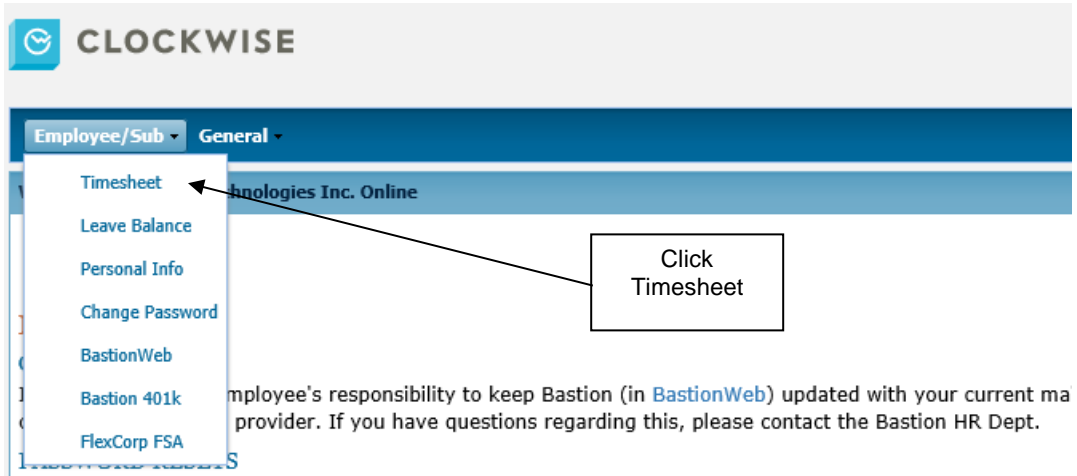 CLOCKWISE
Employee/Sub General
Timesheet
hnologies Inc. Online
Leave Balance
Click
Timesheet
Personal Info
Change Password
BastionWeb
mployee's responsibility to keep Bastion (in BastionWeb) updated with your current ma
Bastion 401k
provider. If you have questions regarding this, please contact the Bastion HR Dept.
FlexCorp FSA
PASSWORD RESETS